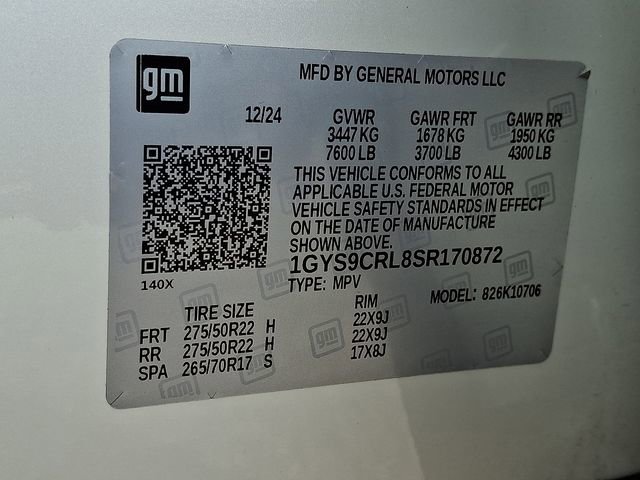 gm
MFD BY GENERAL MOTORS LLC
12/24 GVWR GAWR FRT GAWR RR
3447 KG 1678 KG 1950 KG
7600 LB 3700 LB 4300 LB
THIS VEHICLE CONFORMS TO ALL
APPLICABLE U.S. FEDERAL MOTOR
VEHICLE SAFETY STANDARDS IN EFFECT
ON THE DATE OF MANUFACTURE
SHOWN ABOVE.
1GYS9CRL8SR170872
140X
TYPE: MPV
MODEL: 826K10706
TIRE SIZE RIM
FRT 275/50R22 H 22X9J
RR 275/50R22 H 22X9J
SPA 265/70R17 S 17X8J